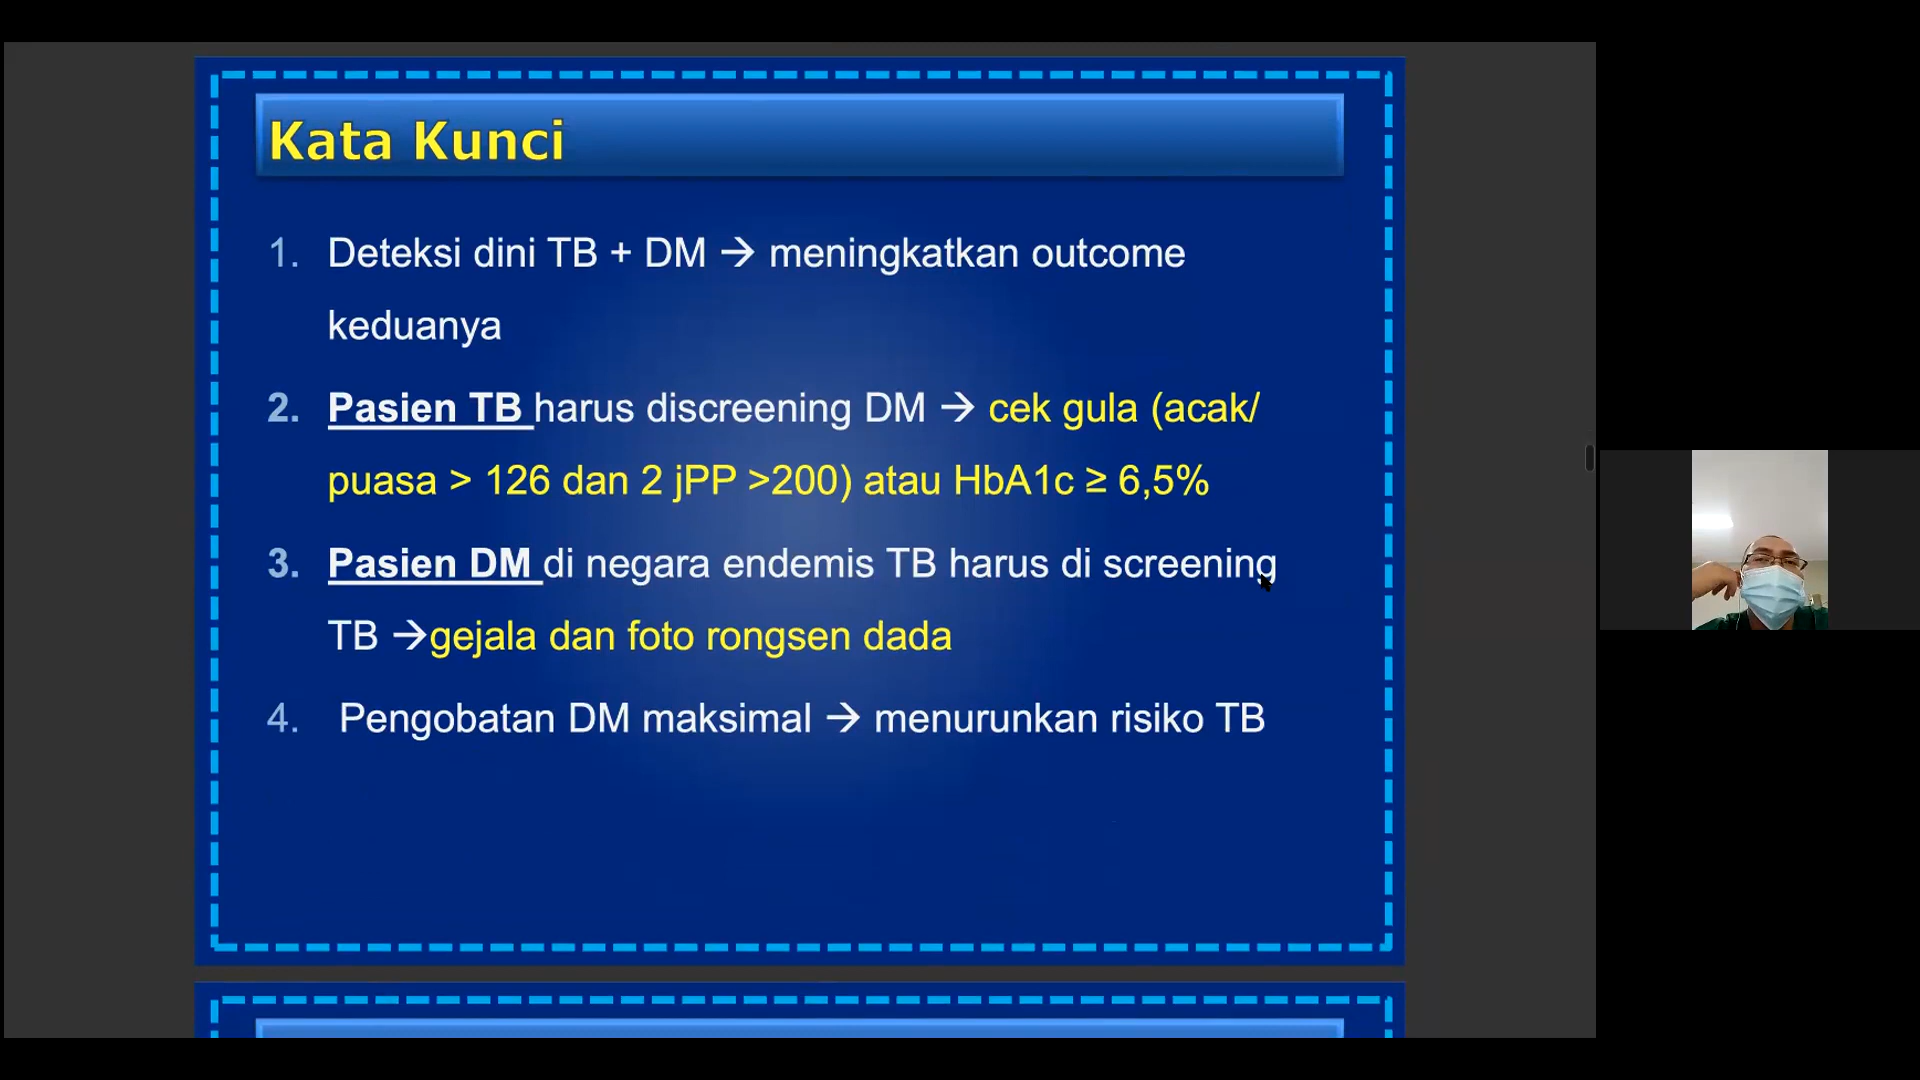 Kata Kunci
1. Deteksi dini TB + DM → meningkatkan outcome
keduanya
2. Pasien TB harus discreening DM → cek gula (acak/
puasa > 126 dan 2 jPP >200) atau HbA1c ≥ 6,5%
3. Pasien DM di negara endemis TB harus di screening
TB →gejala dan foto rongsen dada
4. Pengobatan DM maksimal → menurunkan risiko TB